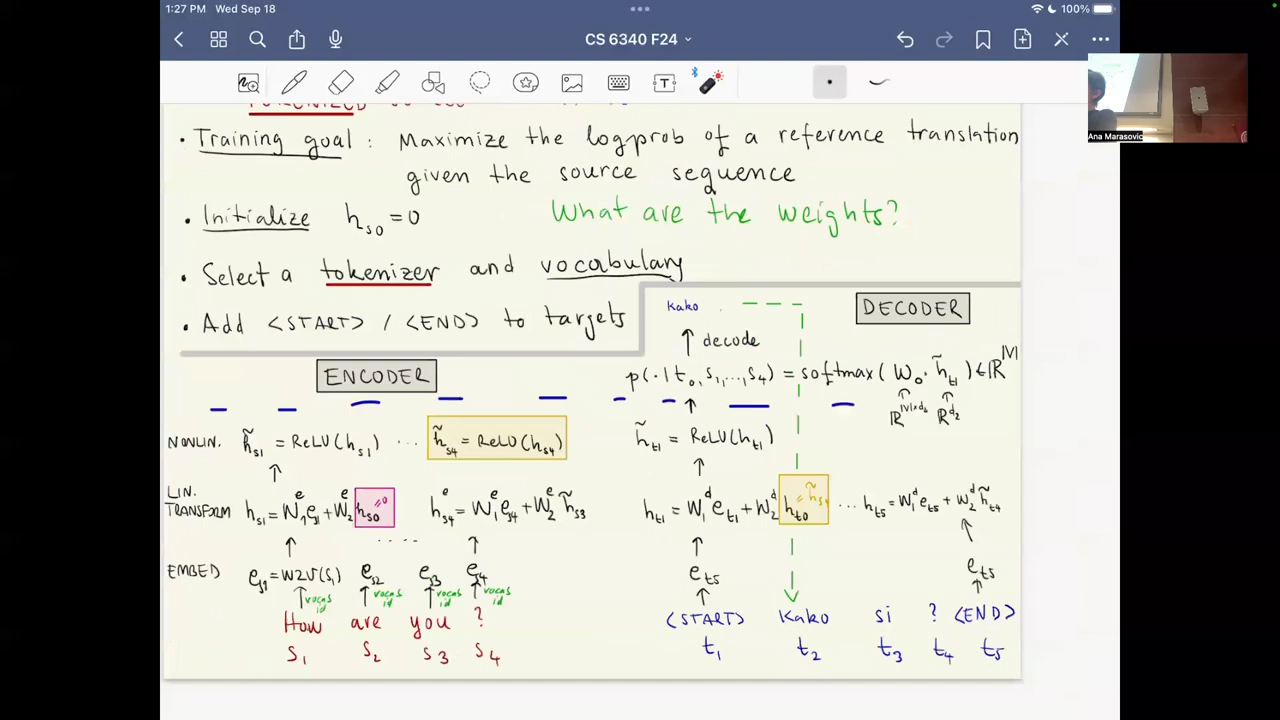 1:27 PM Wed Sep 18
100%
CS 6340 F24
T
Ana Marasovic
TOKENIZED
• Training goal : Maximize the logprob of a reference translation
given the source sequence
• Initialize h_s0 = 0 What are the weights?
• Select a tokenizer and vocabulary
• Add <START> / <END> to targets
Kako
DECODER
decode
ENCODER
p(·|t_0, s_1, ..., s_4) = softmax(W_0 · h̃_t1) ∈ ℝ^|V|
ℝ^|V|×d_2 ℝ^d_2
NONLIN. h̃_s1 = ReLU(h_s1) ... h̃_s4 = ReLU(h_s4) h̃_t1 = ReLU(h_t1)
LIN. TRANSFORM h_s1 = W_1^e e_s1 + W_2^e h_s0 =0 h_s4^e = W_1^e e_s4 + W_2^e h̃_s3 h_t1 = W_1^d e_t1 + W_2^d h_t0 = h̃_s4 ... h_t5 = W_1^d e_t5 + W_2^d h̃_t4
....
EMBED e_s1 = W2V(s_1) e_s2 e_s3 e_s4 e_t5 e_t5
vocab id vocab id vocab id vocab id
How are you ? <START> Kako si ? <END>
s_1 s_2 s_3 s_4 t_1 t_2 t_3 t_4 t_5